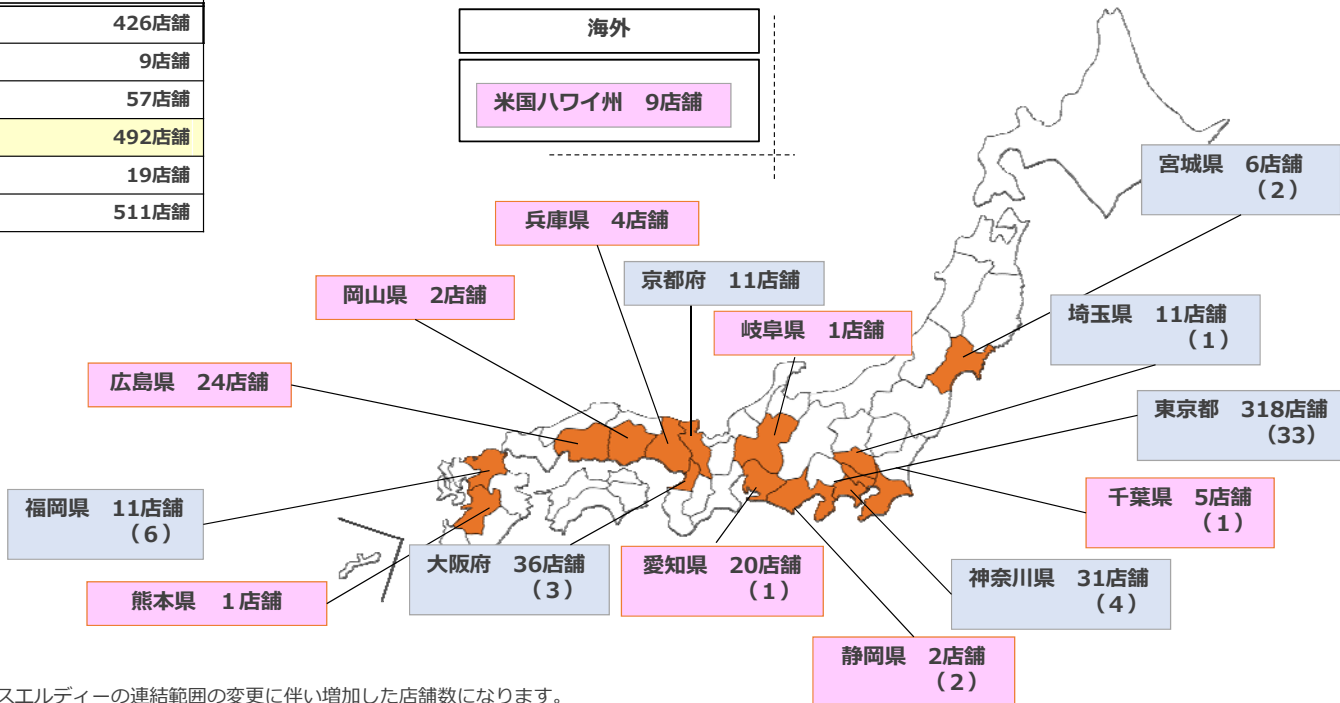 426店舗
9店舗
57店舗
492店舗
19店舗
511店舗
海外
米国ハワイ州 9店舗
宮城県 6店舗
(2)
兵庫県 4店舗
京都府 11店舗
岡山県 2店舗
岐阜県 1店舗
埼玉県 11店舗
(1)
広島県 24店舗
東京都 318店舗
(33)
千葉県 5店舗
(1)
福岡県 11店舗
(6)
大阪府 36店舗
(3)
愛知県 20店舗
(1)
神奈川県 31店舗
(4)
熊本県 1店舗
静岡県 2店舗
(2)
スエルディーの連結範囲の変更に伴い増加した店舗数になります。